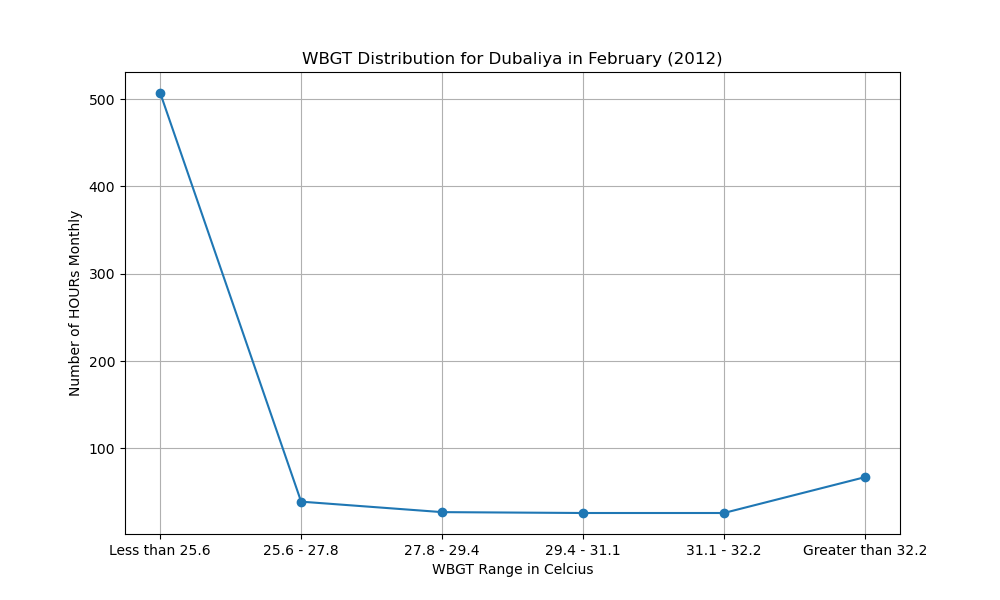 WBGT Distribution for Dubaliya in February (2012)
Number of HOURs Monthly
500
400
300
200
100
Less than 25.6
25.6 - 27.8
27.8 - 29.4
29.4 - 31.1
31.1 - 32.2
Greater than 32.2
WBGT Range in Celcius